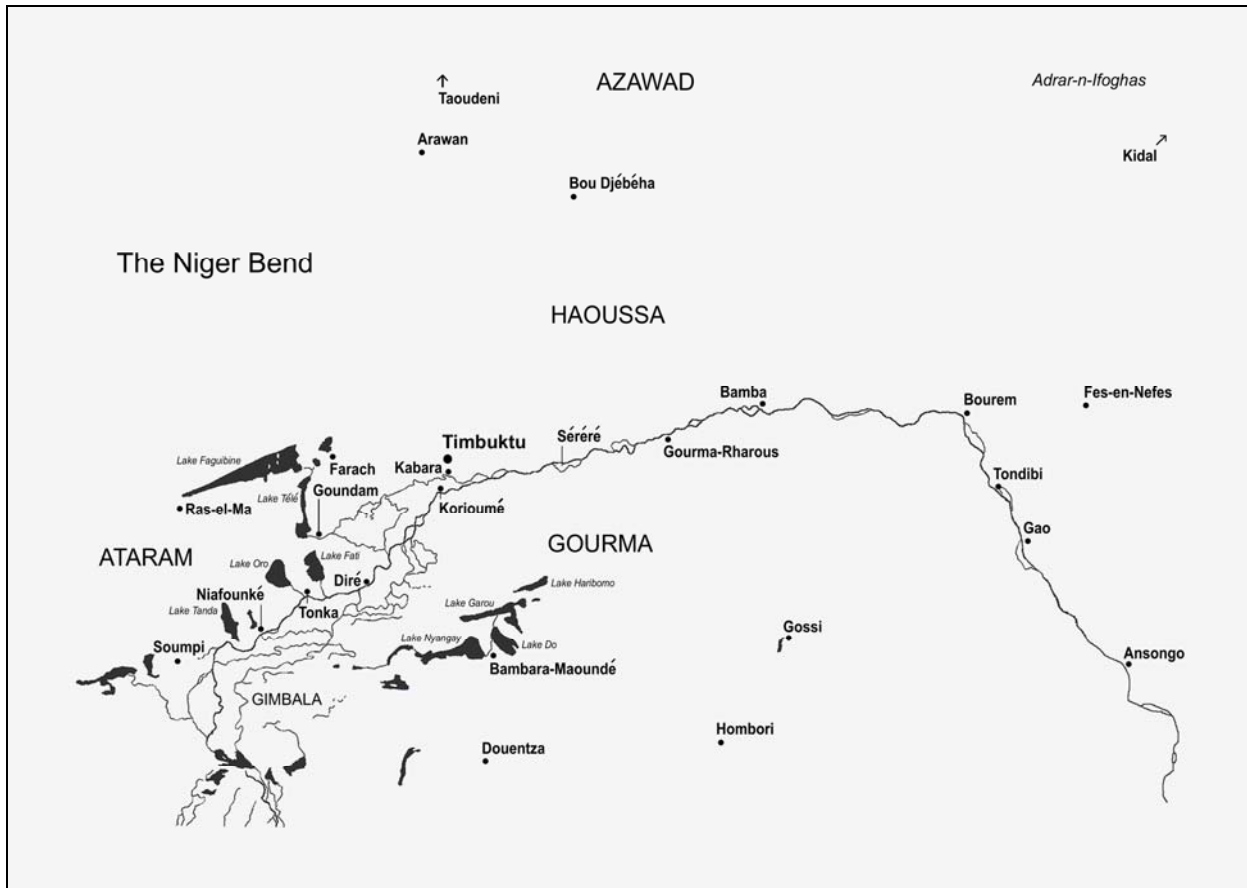 AZAWAD
Adrar-n-Ifoghas
Taoudeni
Arawan
Kidal
Bou Djébéha
The Niger Bend
HAOUSSA
Bamba
Bourem
Fes-en-Nefes
Séréré
Timbuktu
Gourma-Rharous
Lake Faguibine
Farach
Kabara
Tondibi
Goundam
Lake Télé
Ras-el-Ma
Korioumé
Gao
ATARAM
GOURMA
Lake Fati
Lake Oro
Diré
Lake Haribomo
Niafounké
Lake Tanda
Tonka
Lake Garou
Gossi
Lake Nyangay
Lake Do
Soumpi
Bambara-Maoundé
Ansongo
GIMBALA
Hombori
Douentza